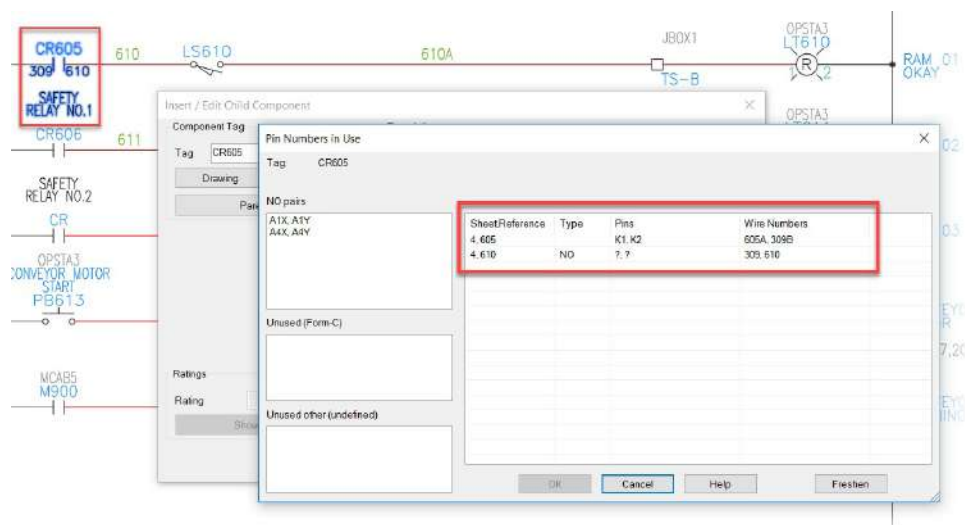 OPSTA3
CR605 610 LS610 610A JBOX1 LT610
309 610 TS-B R RAM 01
1 2 OKAY
SAFETY
RELAY NO.1
Insert / Edit Child Component
OPSTA3
Component Tag
CR606 611
Pin Numbers in Use
02
Tag CR605
Tag CR605
Drawing
SAFETY
RELAY NO.2
NO pairs
A1X, A1Y
A4X, A4Y
Sheet,Reference Type Pins Wire Numbers
4, 605 K1, K2 605A, 309B
4, 610 NO ?, ? 309, 610
CR
03
OPSTA3
CONVEYOR MOTOR
START
PB613
Unused (Form-C)
MCAB5
M900
Ratings
Rating
Unused other (undefined)
OK Cancel Help Freshen